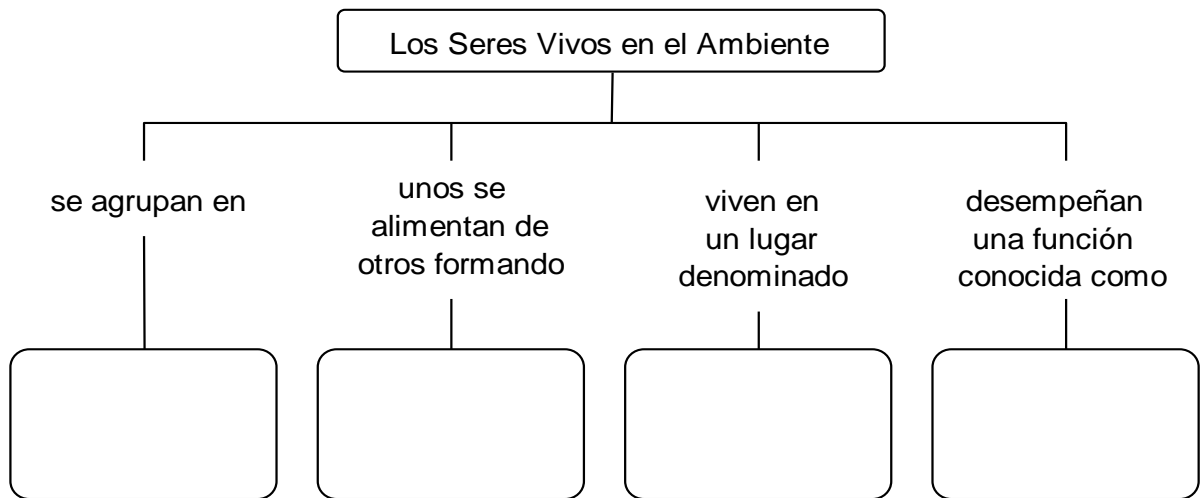 Los Seres Vivos en el Ambiente
se agrupan en
unos se
alimentan de
otros formando
viven en
un lugar
denominado
desempeñan
una función
conocida como